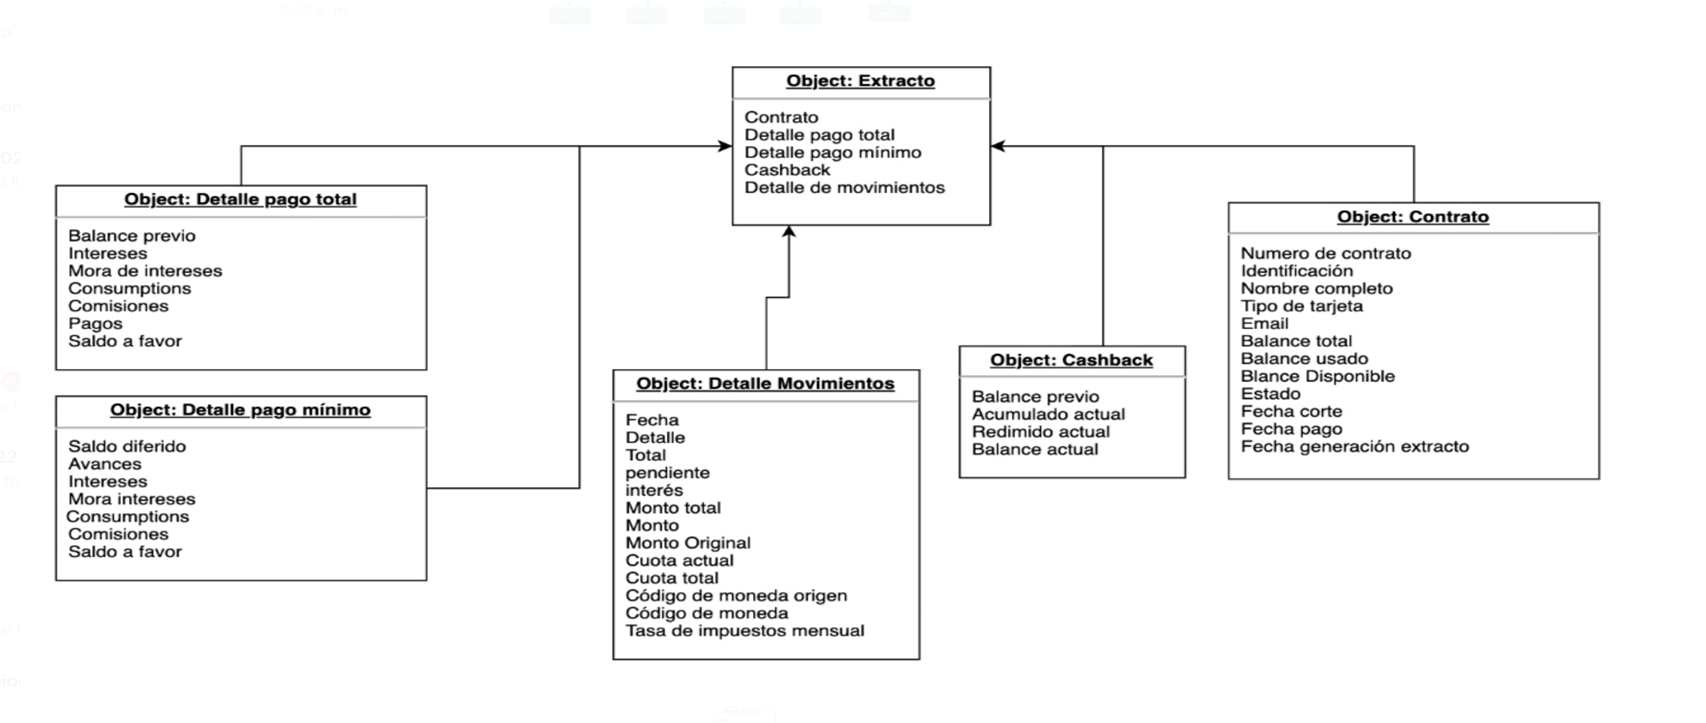 Object: Extracto
Contrato
Detalle pago total
Detalle pago mínimo
Cashback
Detalle de movimientos
Object: Detalle pago total
Balance previo
Intereses
Mora de intereses
Consumptions
Comisiones
Pagos
Saldo a favor
Object: Detalle pago mínimo
Saldo diferido
Avances
Intereses
Mora intereses
Consumptions
Comisiones
Saldo a favor
Object: Detalle Movimientos
Fecha
Detalle
Total
pendiente
interés
Monto total
Monto
Monto Original
Cuota actual
Cuota total
Código de moneda origen
Código de moneda
Tasa de impuestos mensual
Object: Cashback
Balance previo
Acumulado actual
Redimido actual
Balance actual
Object: Contrato
Numero de contrato
Identificación
Nombre completo
Tipo de tarjeta
Email
Balance total
Balance usado
Blance Disponible
Estado
Fecha corte
Fecha pago
Fecha generación extracto